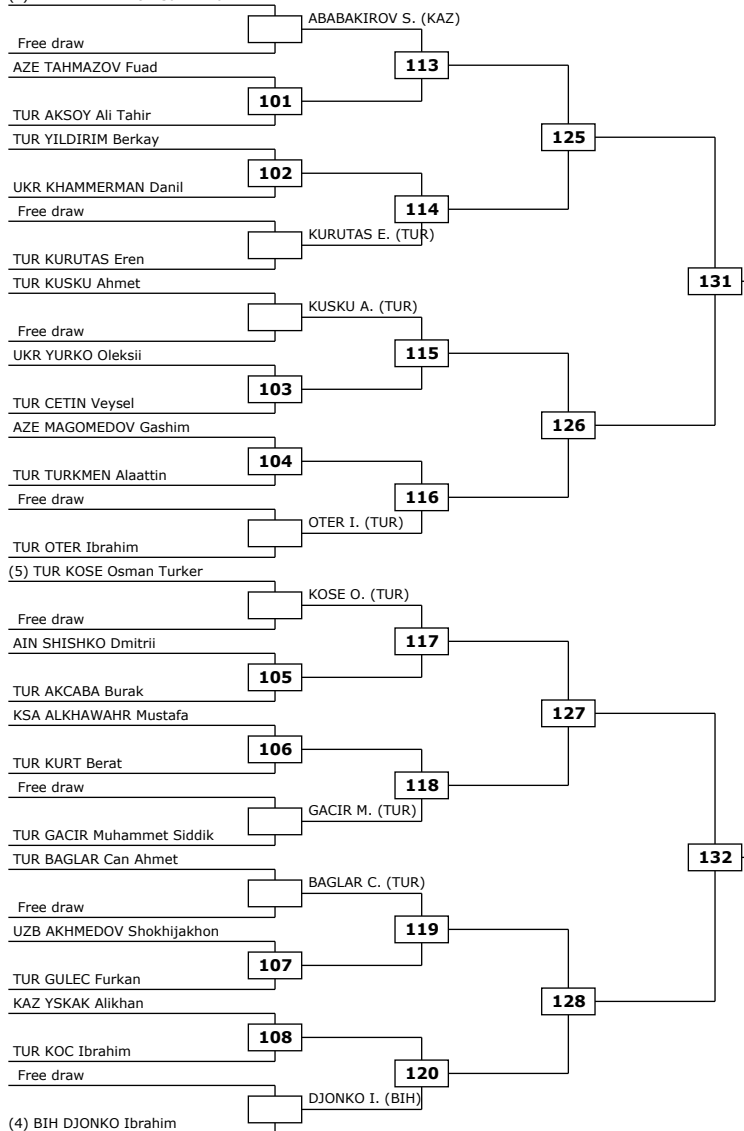 ABABAKIROV S. (KAZ)
Free draw
AZE TAHMAZOV Fuad
113
101
TUR AKSOY Ali Tahir
TUR YILDIRIM Berkay
125
102
UKR KHAMMERMAN Danil
Free draw
114
KURUTAS E. (TUR)
TUR KURUTAS Eren
TUR KUSKU Ahmet
131
KUSKU A. (TUR)
Free draw
UKR YURKO Oleksii
115
103
TUR CETIN Veysel
AZE MAGOMEDOV Gashim
126
104
TUR TURKMEN Alaattin
Free draw
116
OTER I. (TUR)
TUR OTER Ibrahim
(5) TUR KOSE Osman Turker
KOSE O. (TUR)
Free draw
AIN SHISHKO Dmitrii
117
105
TUR AKCABA Burak
KSA ALKHAWAHR Mustafa
127
106
TUR KURT Berat
Free draw
118
GACIR M. (TUR)
TUR GACIR Muhammet Siddik
TUR BAGLAR Can Ahmet
132
BAGLAR C. (TUR)
Free draw
UZB AKHMEDOV Shokhijakhon
119
107
TUR GULEC Furkan
KAZ YSKAK Alikhan
128
108
TUR KOC Ibrahim
Free draw
120
DJONKO I. (BIH)
(4) BIH DJONKO Ibrahim